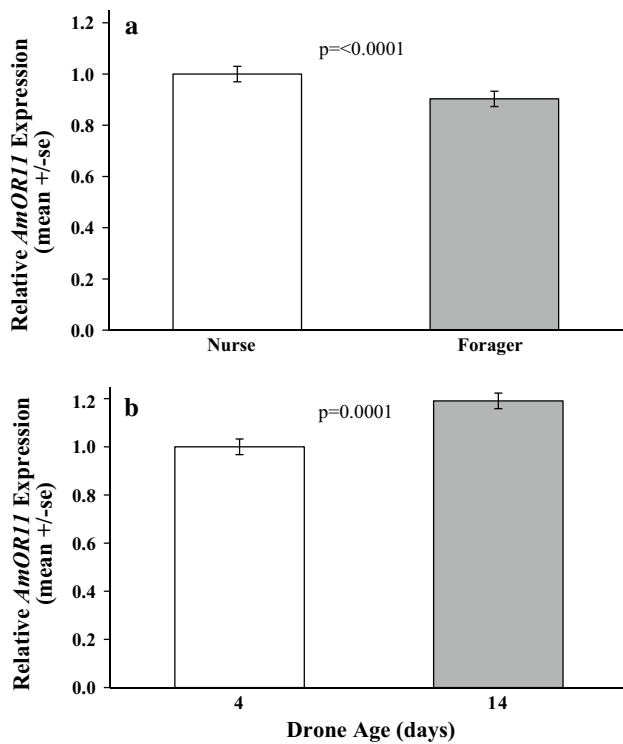 a
p=<0.0001
Relative AmOR11 Expression
(mean +/-se)
1.2
1.0
0.8
0.6
0.4
0.2
0.0
Nurse Forager
b
p=0.0001
Relative AmOR11 Expression
(mean +/-se)
1.2
1.0
0.8
0.6
0.4
0.2
0.0
4 14
Drone Age (days)